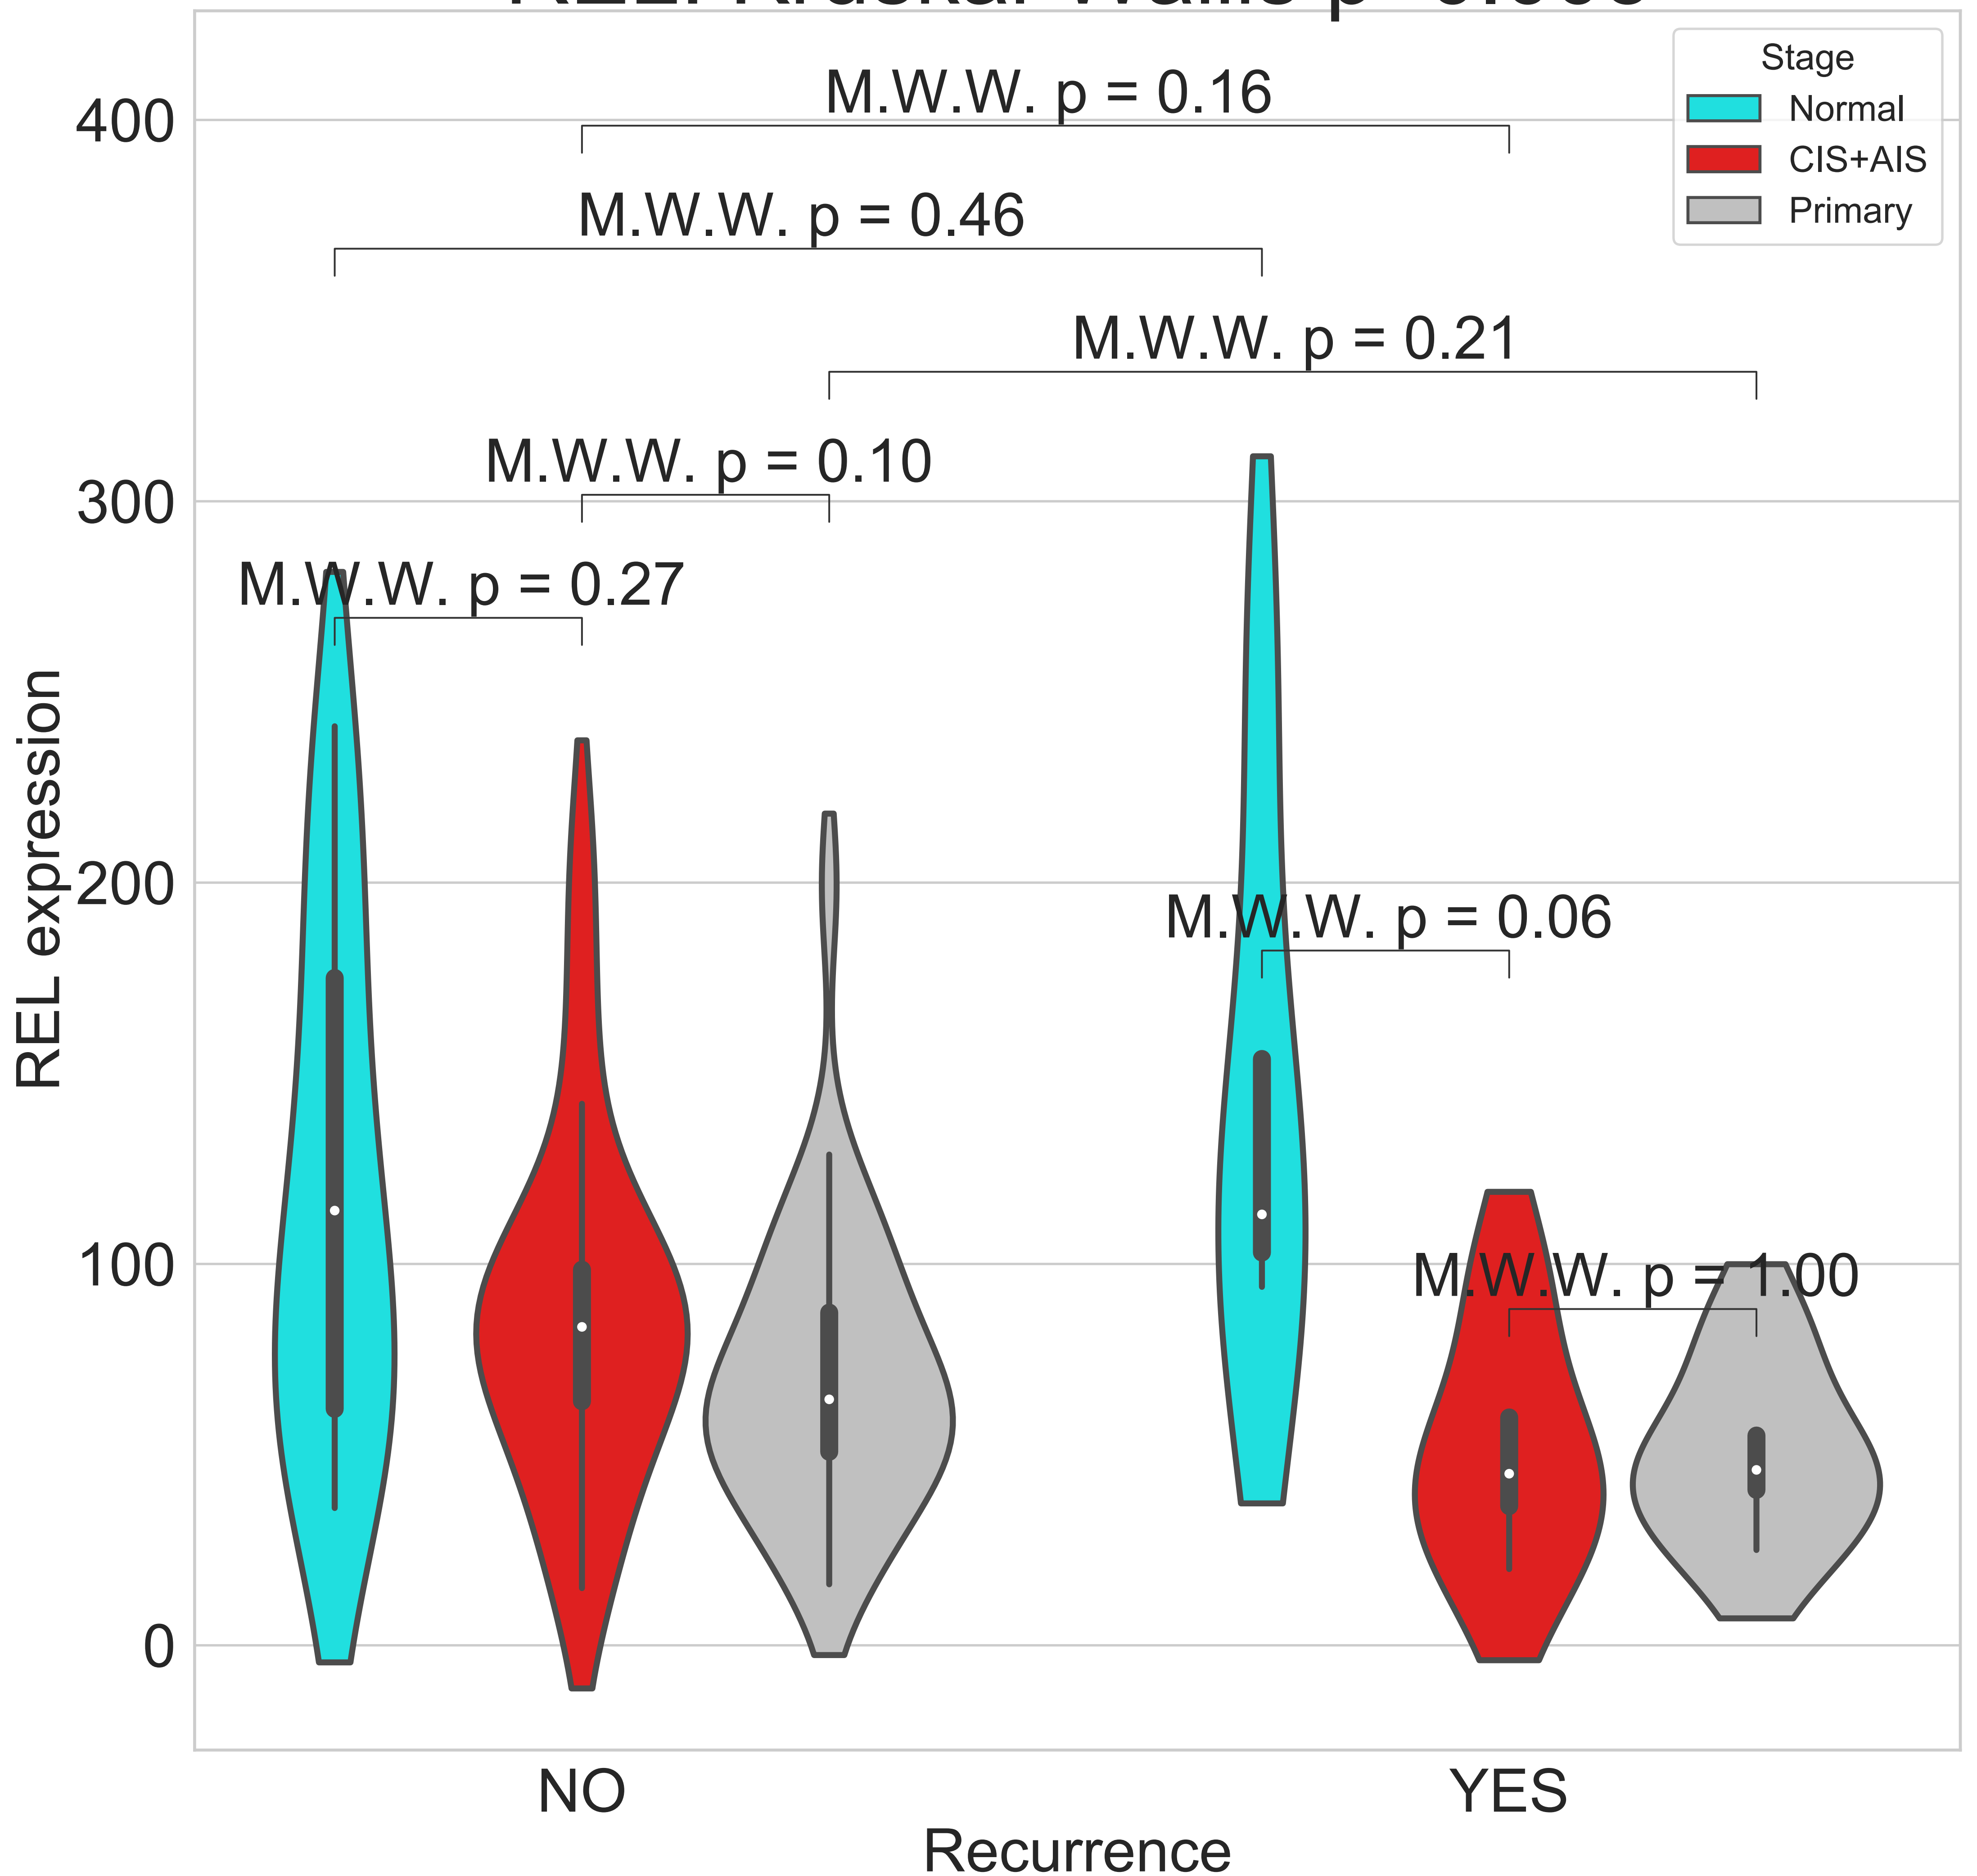 Stage
Normal
CIS+AIS
Primary
M.W.W. p = 0.16
M.W.W. p = 0.46
M.W.W. p = 0.21
M.W.W. p = 0.10
M.W.W. p = 0.27
M.W.W. p = 0.06
M.W.W. p = 1.00
400
300
200
100
0
REL expression
NO
YES
Recurrence